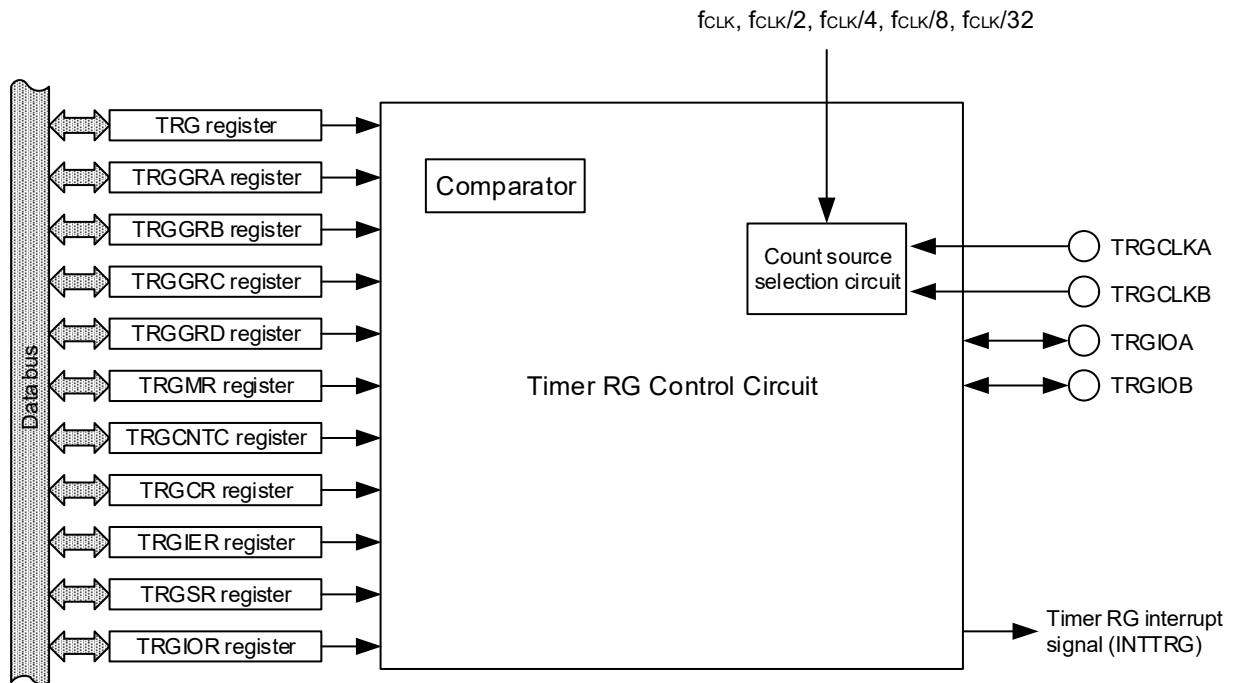 fCLK, fCLK/2, fCLK/4, fCLK/8, fCLK/32
Data bus
TRG register
TRGGRA register
TRGGRB register
TRGGRC register
TRGGRD register
TRGMR register
TRGCNTC register
TRGCR register
TRGIER register
TRGSR register
TRGIOR register
Comparator
Count source
selection circuit
Timer RG Control Circuit
TRGCLKA
TRGCLKB
TRGIOA
TRGIOB
Timer RG interrupt
signal (INTTRG)